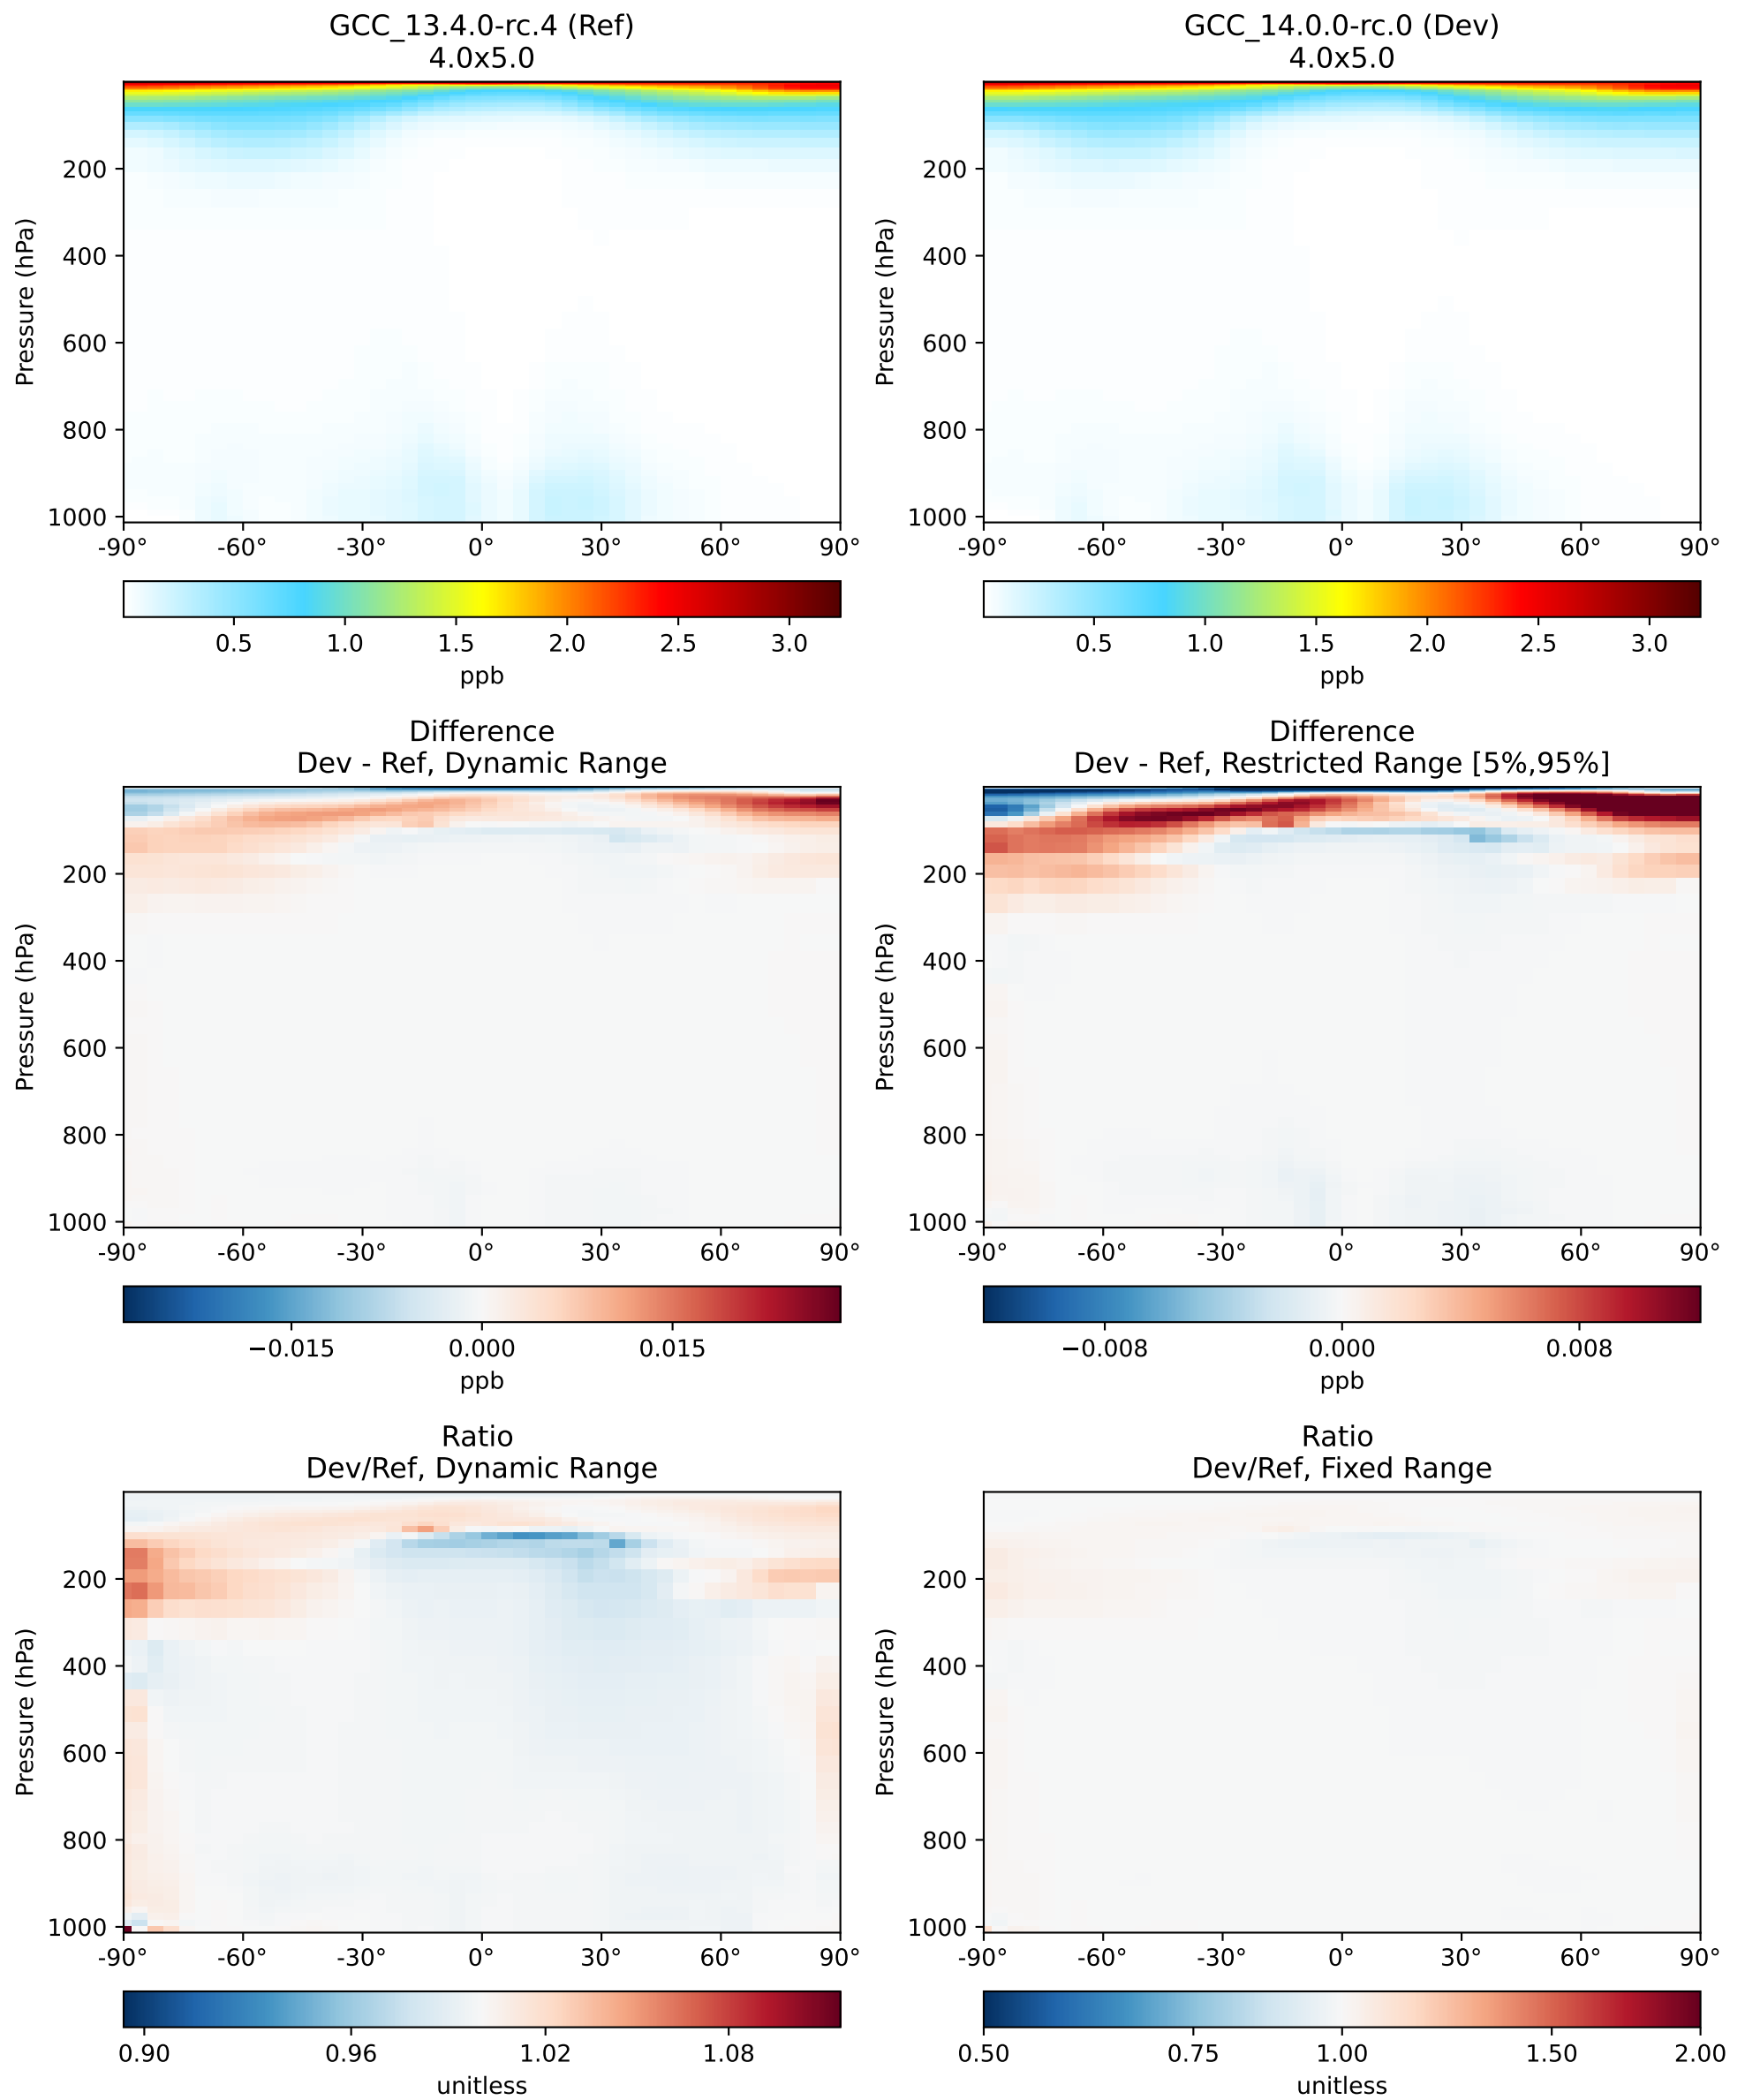 GCC_13.4.0-rc.4 (Ref)
4.0x5.0
GCC_14.0.0-rc.0 (Dev)
4.0x5.0
Pressure (hPa)
200
400
600
800
1000
-90° -60° -30° 0° 30° 60° 90°
0.5 1.0 1.5 2.0 2.5 3.0
ppb
Pressure (hPa)
200
400
600
800
1000
-90° -60° -30° 0° 30° 60° 90°
0.5 1.0 1.5 2.0 2.5 3.0
ppb
Difference
Dev - Ref, Dynamic Range
Pressure (hPa)
200
400
600
800
1000
-90° -60° -30° 0° 30° 60° 90°
−0.015 0.000 0.015
ppb
Difference
Dev - Ref, Restricted Range [5%,95%]
Pressure (hPa)
200
400
600
800
1000
-90° -60° -30° 0° 30° 60° 90°
−0.008 0.000 0.008
ppb
Ratio
Dev/Ref, Dynamic Range
Pressure (hPa)
200
400
600
800
1000
-90° -60° -30° 0° 30° 60° 90°
0.90 0.96 1.02 1.08
unitless
Ratio
Dev/Ref, Fixed Range
Pressure (hPa)
200
400
600
800
1000
-90° -60° -30° 0° 30° 60° 90°
0.50 0.75 1.00 1.50 2.00
unitless